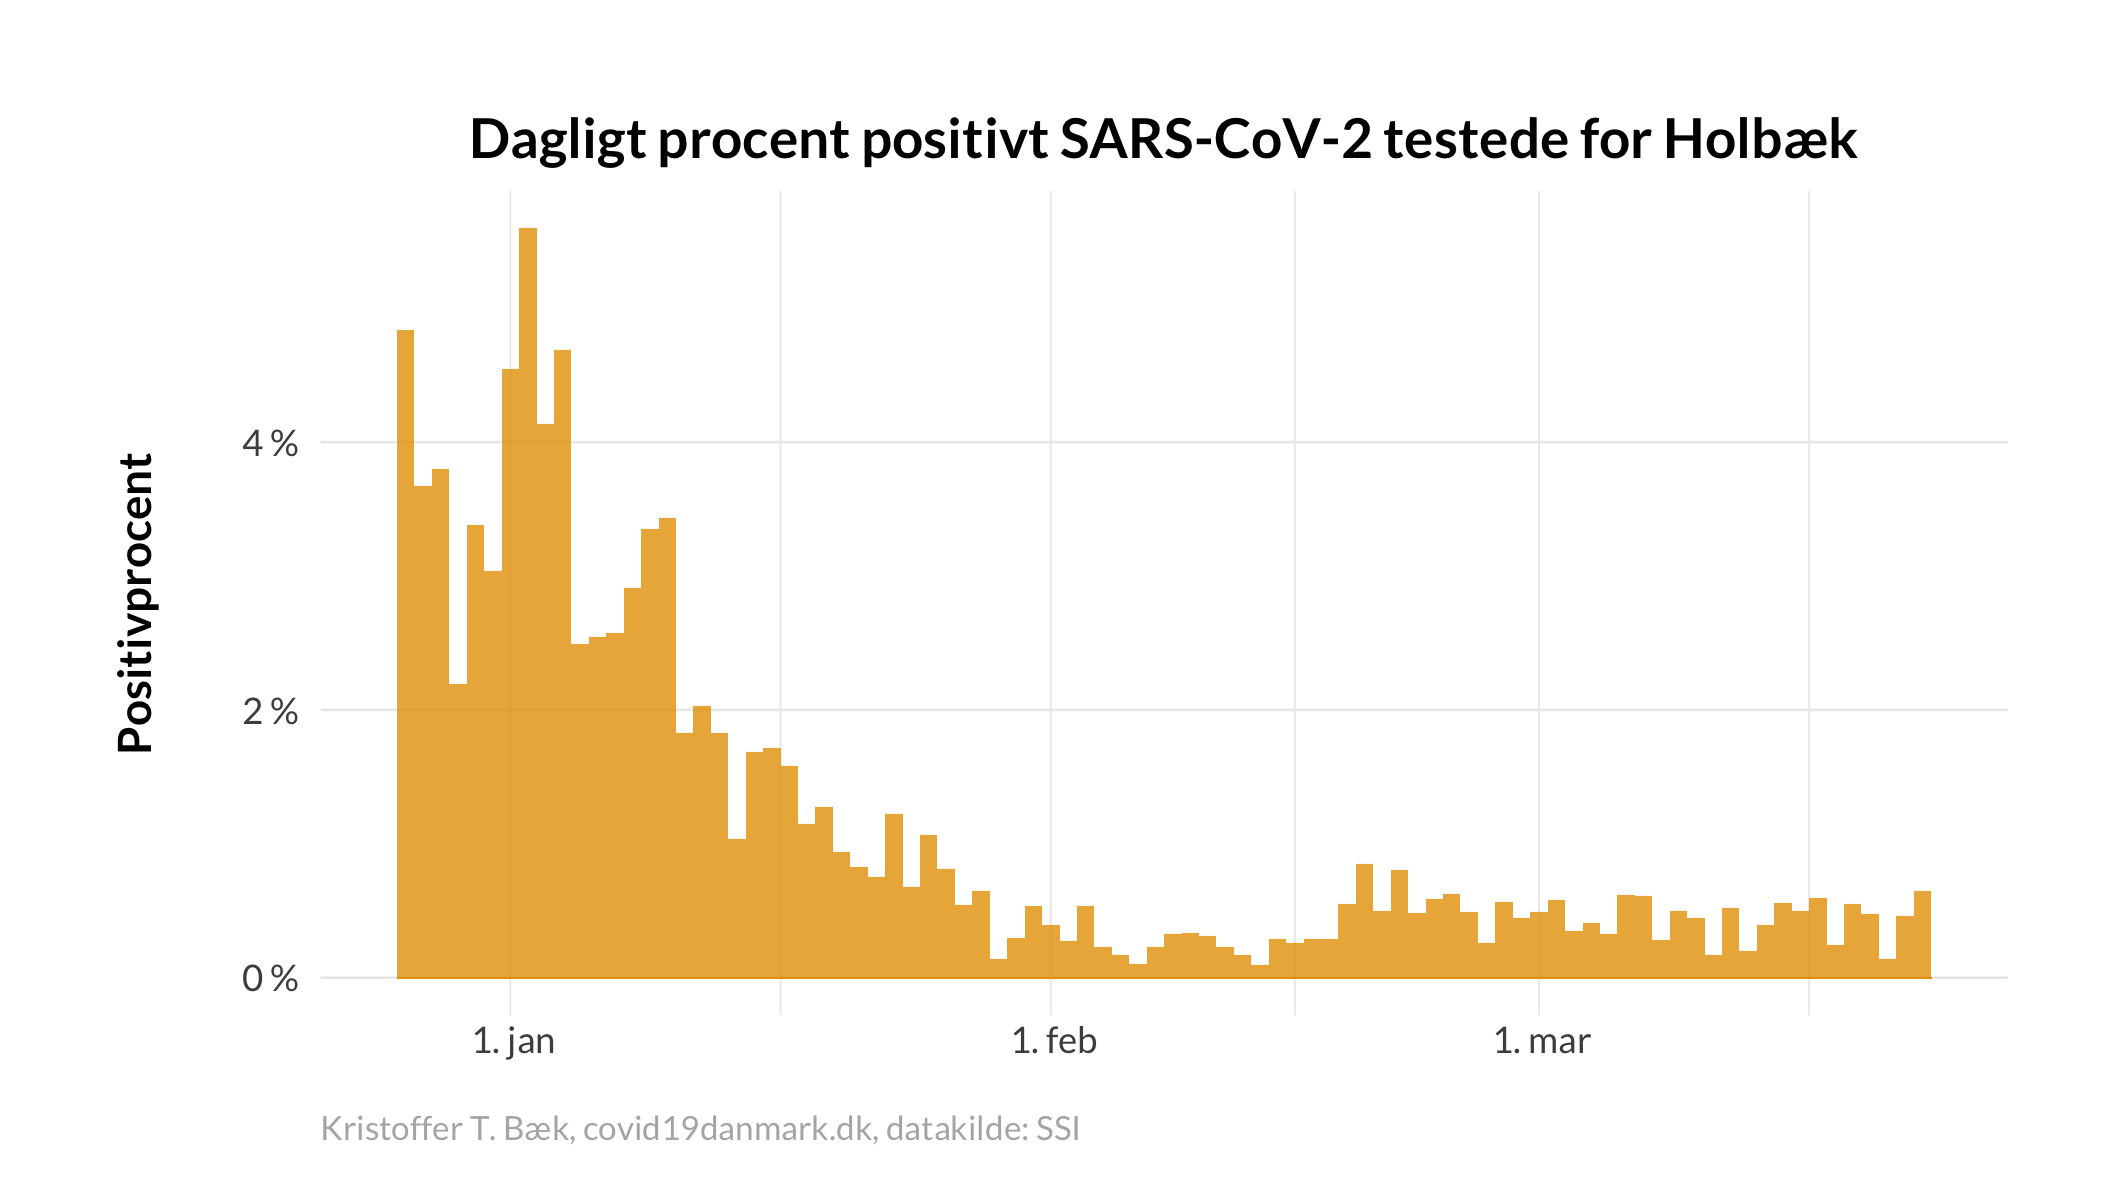 Dagligt procent positivt SARS-CoV-2 testede for Holbæk
Positivprocent
4 %
2 %
0 %
1. jan
1. feb
1. mar
Kristoffer T. Bæk, covid19danmark.dk, datakilde: SSI